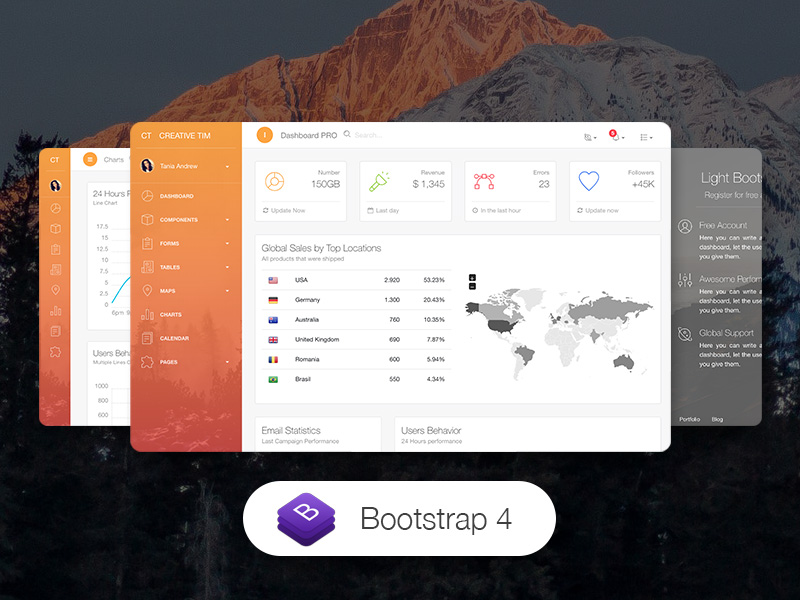 CT CREATIVE TIM
Tania Andrew
DASHBOARD
COMPONENTS
FORMS
TABLES
MAPS
CHARTS
CALENDAR
PAGES
Dashboard PRO Search...
5
Number
150GB
Update Now
Revenue
$ 1,345
Last day
Errors
23
In the last hour
Followers
+45K
Update now
Global Sales by Top Locations
All products that were shipped
USA 2.920 53.23%
Germany 1.300 20.43%
Australia 760 10.35%
United Kingdom 690 7.87%
Romania 600 5.94%
Brasil 550 4.34%
+
−
Email Statistics
Last Campaign Performance
Users Behavior
24 Hours performance
CT
Charts
24 Hours
Line Chart
17.5
15
12.5
10
7.5
5
2.5
0
6pm
Users Beha
Multiple Lines
1000
800
600
Light Boots
Register for free
Free Account
Here you can write a
dashboard, let the use
you give them.
Awesome Perform
Here you can write a
dashboard, let the use
you give them.
Global Support
Here you can write a
dashboard, let the use
you give them.
Portfolio Blog
B
Bootstrap 4